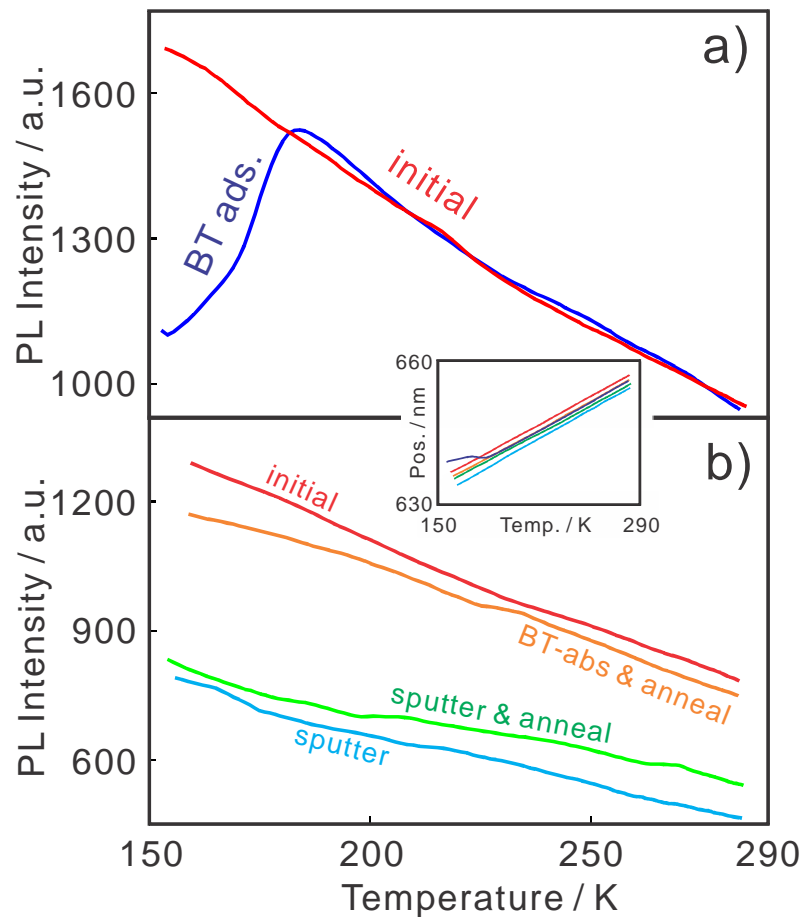 a)
1600
1300
1000
PL Intensity / a.u.
BT ads.
initial
660
630
Pos. / nm
150
Temp. / K
290
b)
1200
900
600
PL Intensity / a.u.
initial
BT-abs & anneal
sputter & anneal
sputter
150
200
250
290
Temperature / K